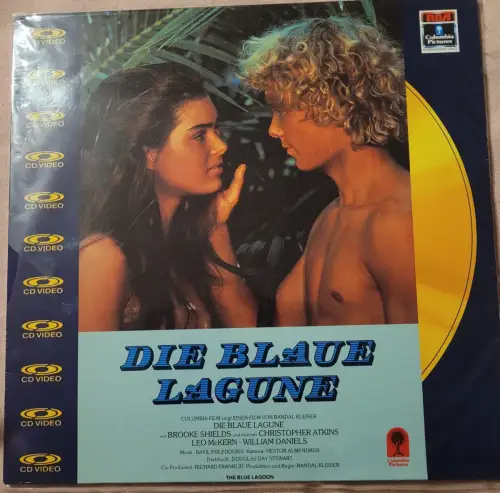 RCA
Columbia
Pictures
CD VIDEO
CD VIDEO
CD VIDEO
CD VIDEO
CD VIDEO
CD VIDEO
CD VIDEO
CD VIDEO
CD VIDEO
CD VIDEO
DIE BLAUE
LAGUNE
COLUMBIA FILM zeigt EINEN FILM VON RANDAL KLEISER
DIE BLAUE LAGUNE
mit BROOKE SHIELDS und erstmals CHRISTOPHER ATKINS
LEO McKERN · WILLIAM DANIELS
Musik BASIL POLEDOURIS Kamera NESTOR ALMENDROS
Drehbuch DOUGLAS DAY STEWART
Co-Produzent RICHARD FRANKLIN Produktion und Regie RANDAL KLEISER
Columbia
Pictures
THE BLUE LAGOON